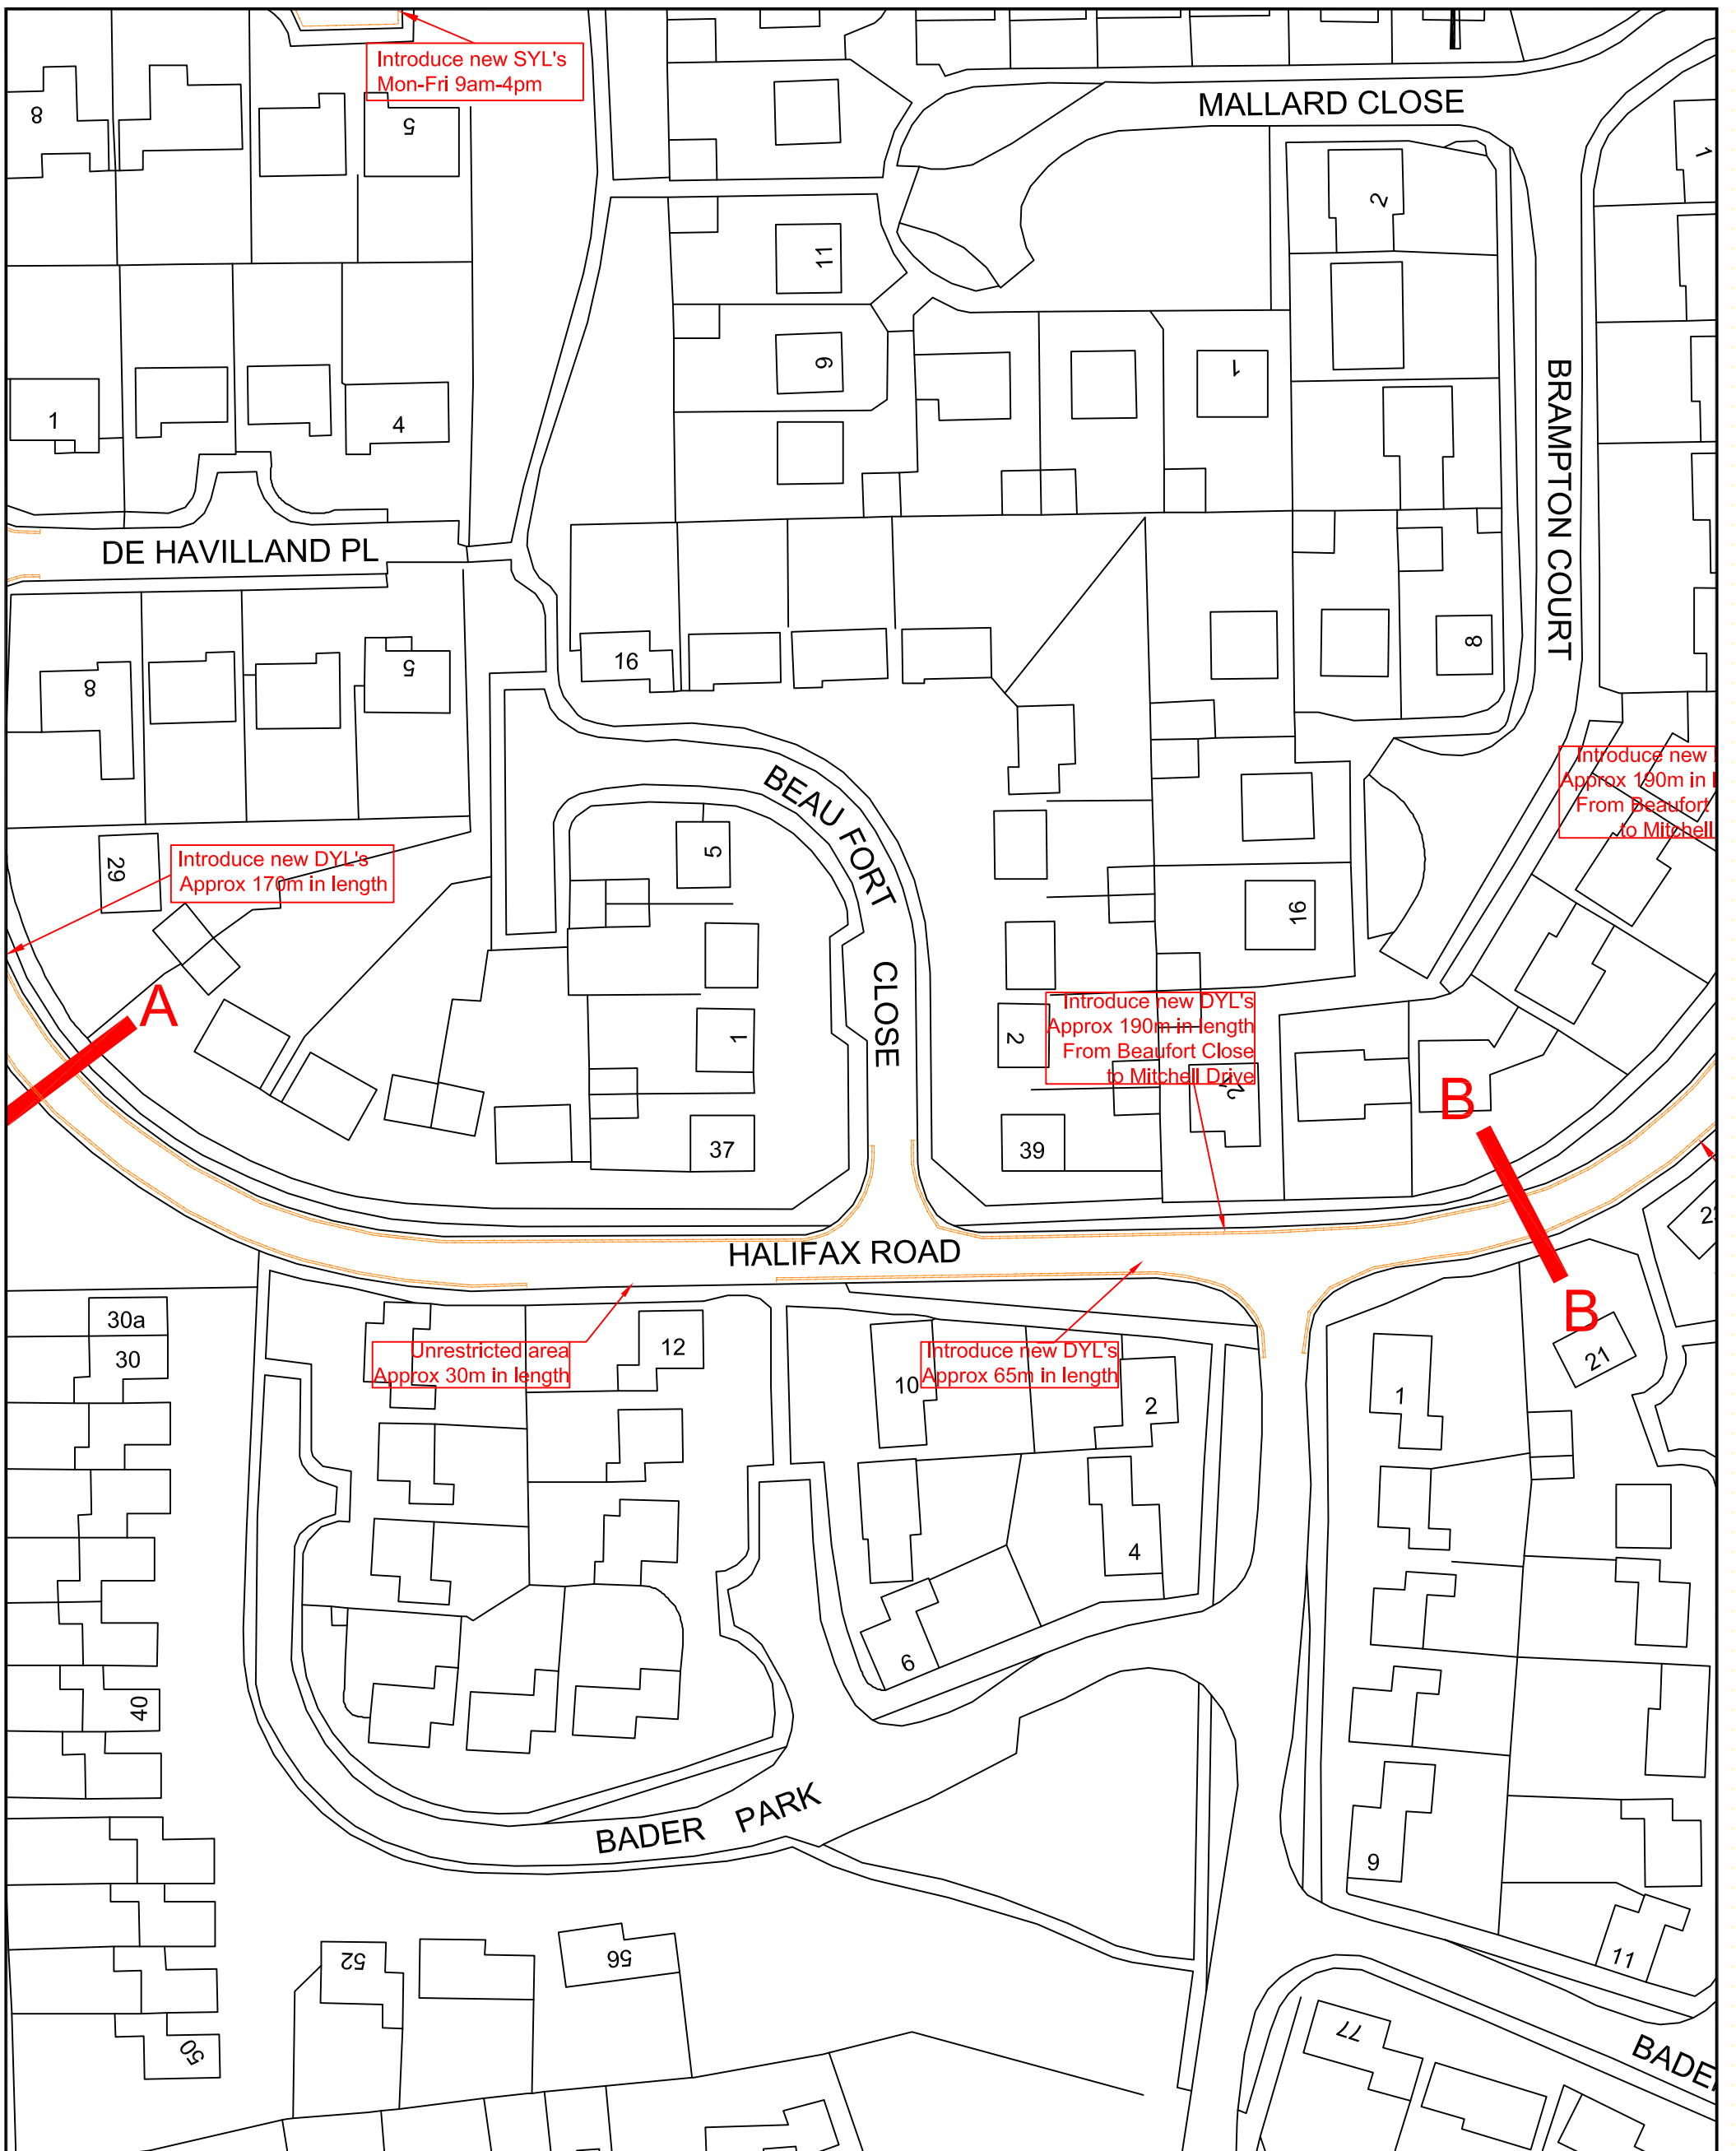 Introduce new SYL's
Mon-Fri 9am-4pm
MALLARD CLOSE
8
5
1
2
11
9
1
1
4
BRAMPTON COURT
DE HAVILLAND PL
16
8
8
5
Introduce new
Approx 190m in
From Beaufort
to Mitchell
BEAU FORT
CLOSE
5
29
Introduce new DYL's
Approx 170m in length
16
A
1
2
Introduce new DYL's
Approx 190m in length
From Beaufort Close
to Mitchell Drive
22
B
37
39
HALIFAX ROAD
B
30a
30
12
Unrestricted area
Approx 30m in length
Introduce new DYL's
Approx 65m in length
10
2
1
21
4
6
40
BADER PARK
9
11
52
56
50
77
BADE